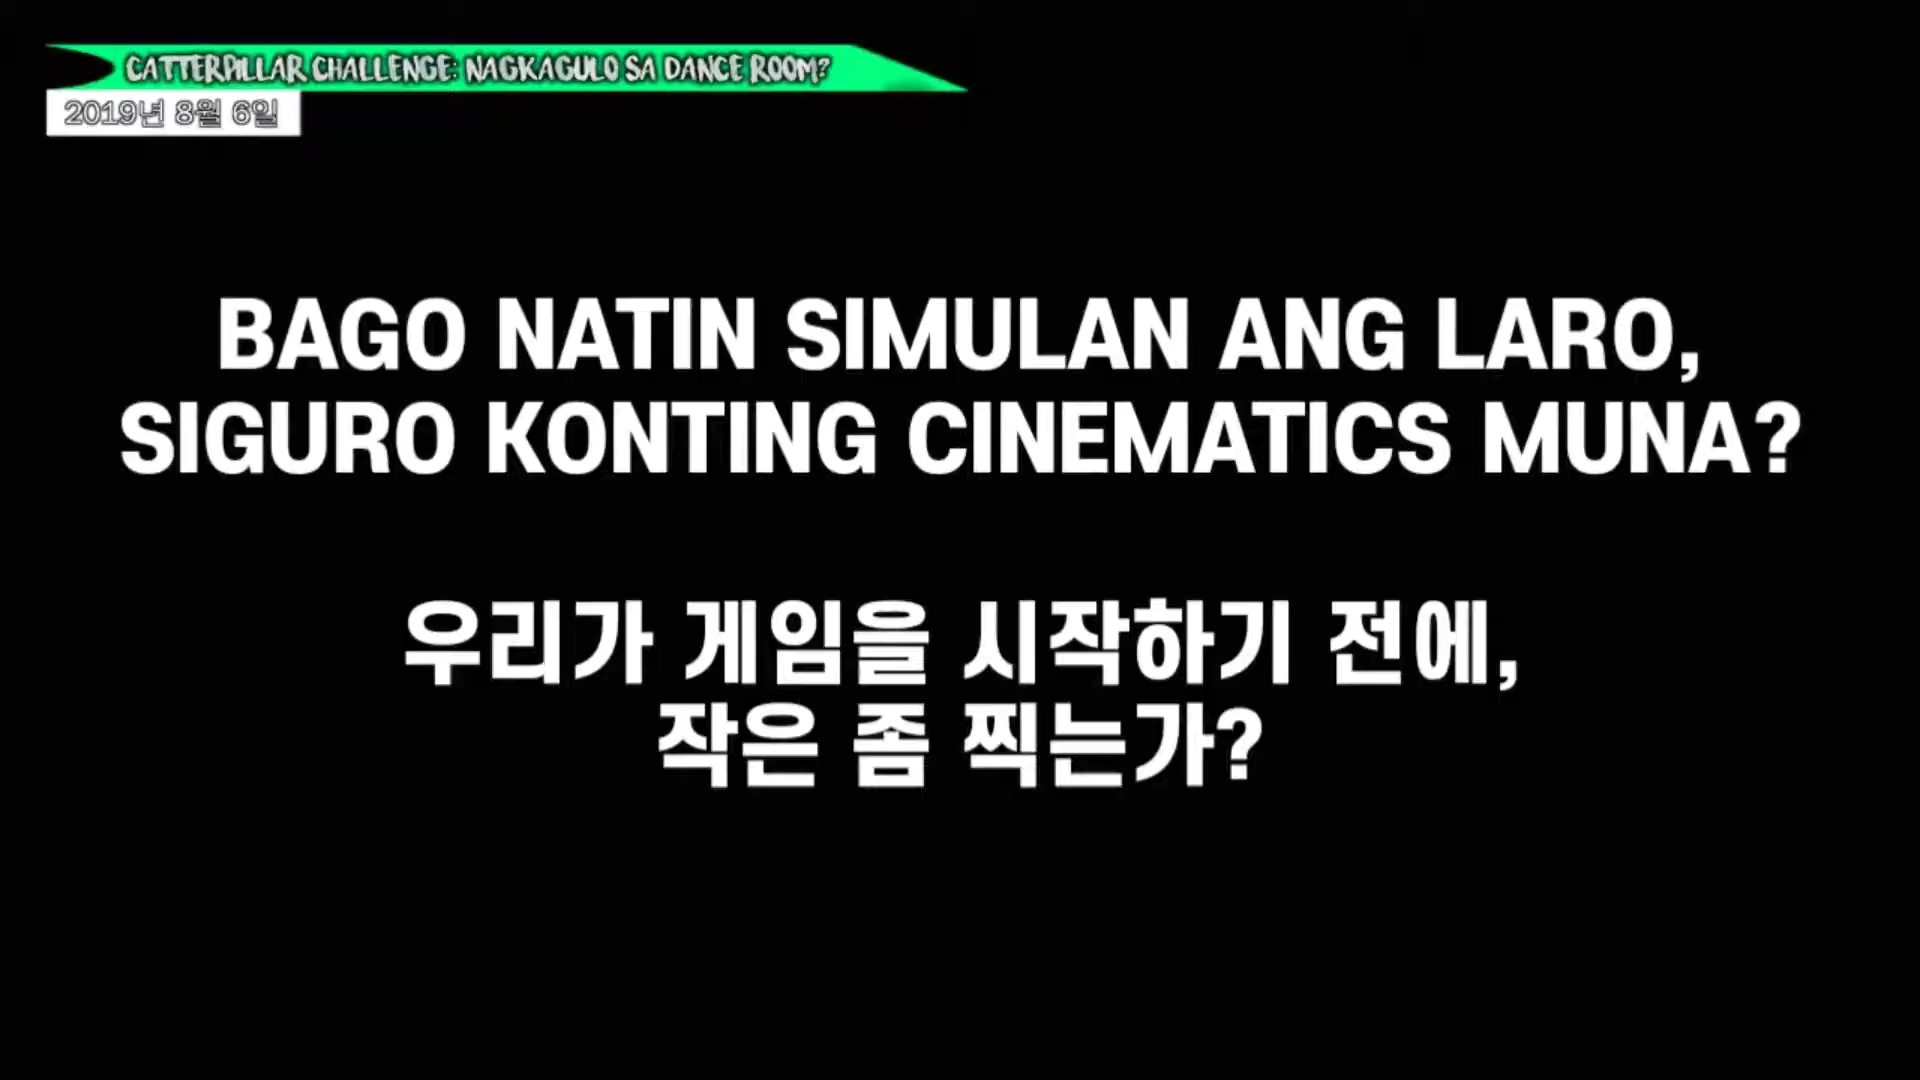 CATTERPILLAR CHALLENGE: NAGKAGULO SA DANCE ROOM?
2019년 8월 6일
BAGO NATIN SIMULAN ANG LARO,
SIGURO KONTING CINEMATICS MUNA?
우리가 게임을 시작하기 전에,
작은 좀 찍는가?